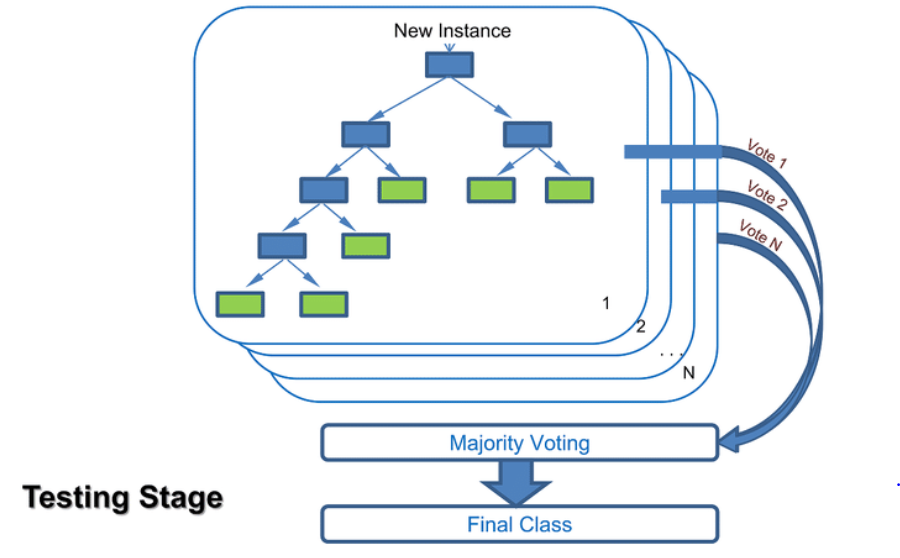 New Instance
Vote 1
Vote 2
Vote N
1
2
. . .
N
Majority Voting
Testing Stage
Final Class